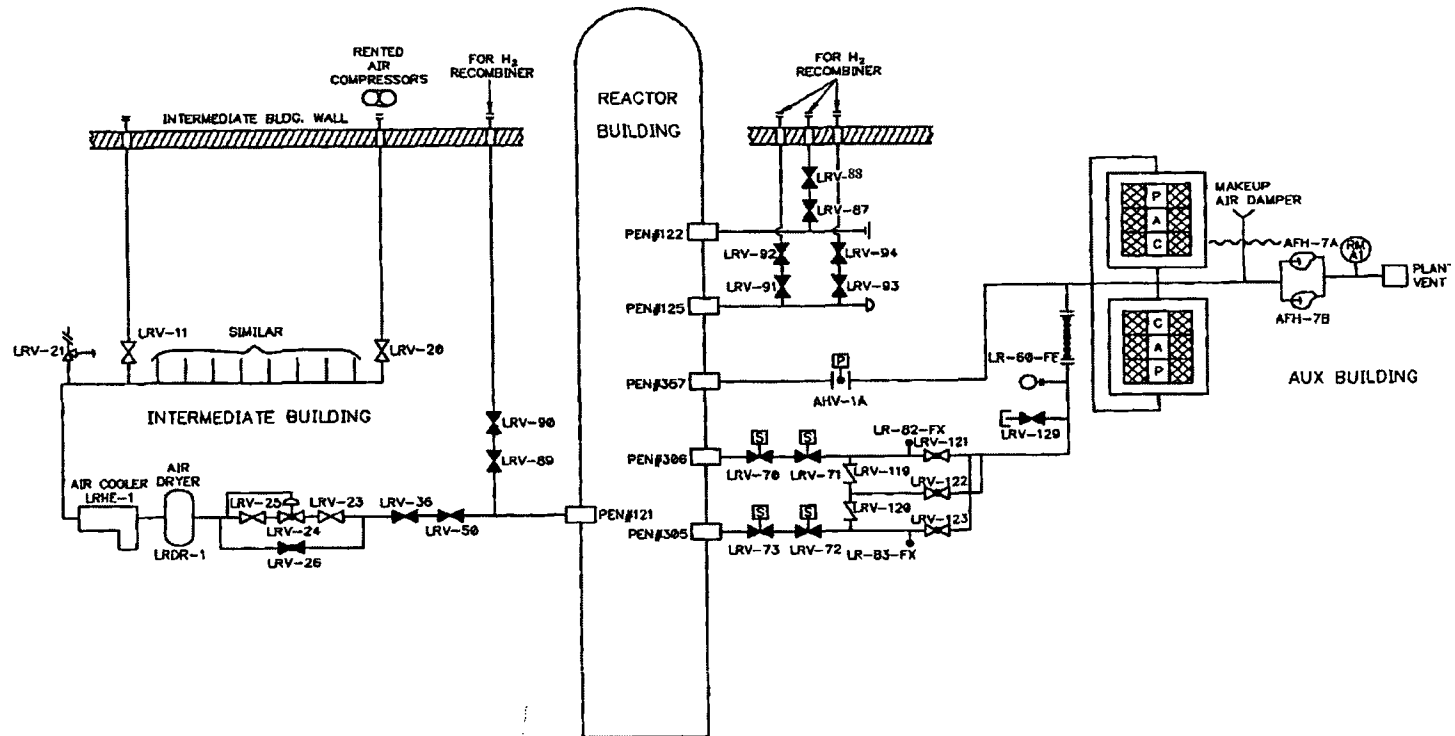 RENTED
AIR
COMPRESSORS
FOR H₂
RECOMBINER
INTERMEDIATE BLDG. WALL
REACTOR
BUILDING
FOR H₂
RECOMBINER
LRV-88
LRV-87
PEN#122
LRV-92
LRV-94
LRV-91
LRV-93
PEN#125
P
A
C
MAKEUP
AIR DAMPER
AFH-7A
RM
A1
PLANT
VENT
AFH-7B
C
A
P
LRV-21
LRV-11
SIMILAR
LRV-20
INTERMEDIATE BUILDING
PEN#367
P
AHV-1A
LR-60-FE
AUX BUILDING
LRV-129
LRV-90
LRV-89
PEN#306
S
S
LRV-70
LRV-71
LR-82-FX
LRV-121
LRV-119
LRV-122
LRV-120
LRV-123
PEN#305
S
S
LRV-73
LRV-72
LR-83-FX
AIR COOLER
LRHE-1
AIR
DRYER
LRDR-1
LRV-25
LRV-23
LRV-24
LRV-26
LRV-36
LRV-50
PEN#121